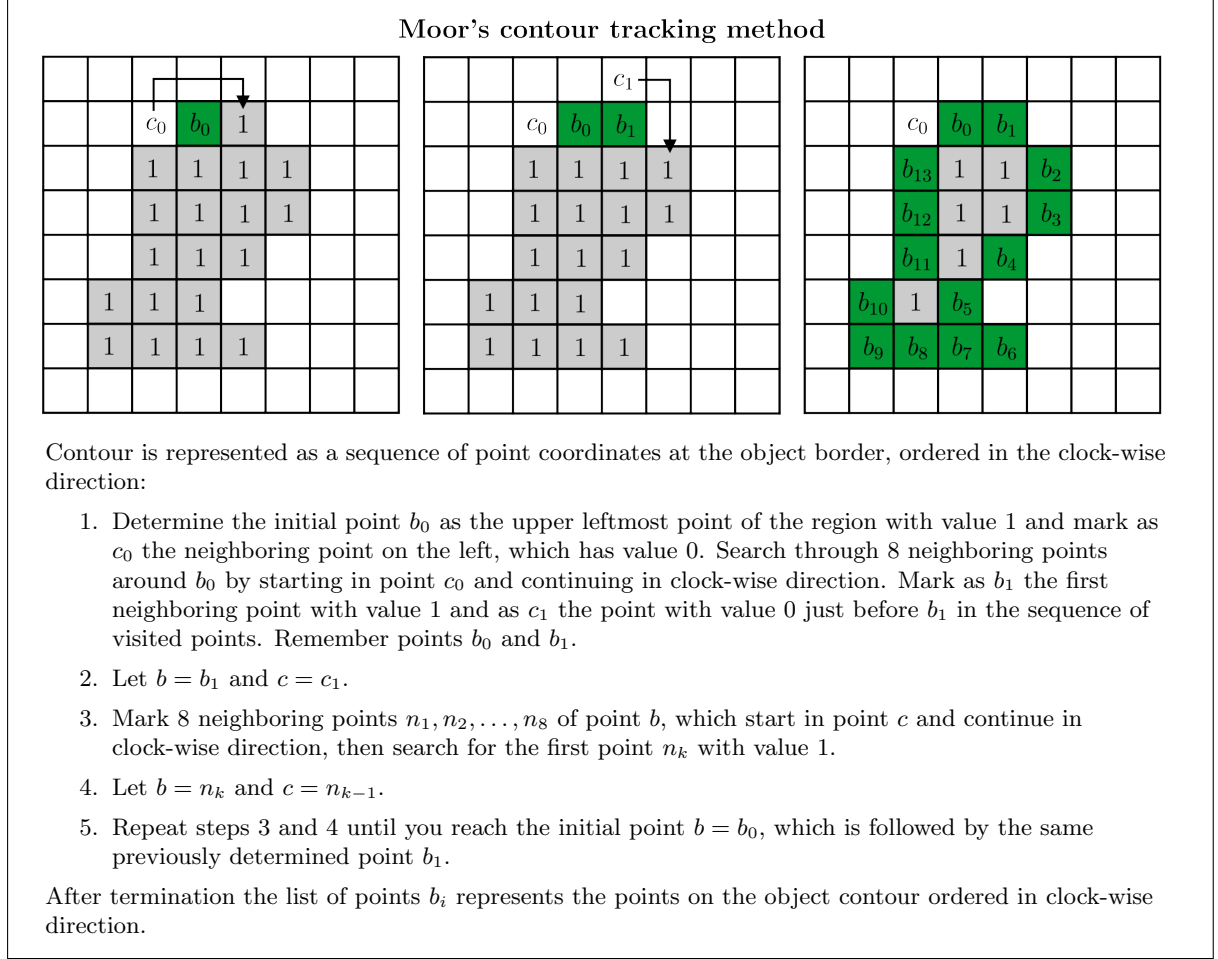 Moor's contour tracking method
c₀ b₀ 1
1 1 1 1
1 1 1 1
1 1 1
1 1 1
1 1 1 1
c₁
c₀ b₀ b₁
1 1 1 1
1 1 1 1
1 1 1
1 1 1
1 1 1 1
c₀ b₀ b₁
b₁₃ 1 1 b₂
b₁₂ 1 1 b₃
b₁₁ 1 b₄
b₁₀ 1 b₅
b₉ b₈ b₇ b₆
Contour is represented as a sequence of point coordinates at the object border, ordered in the clock-wise
direction:
1. Determine the initial point b₀ as the upper leftmost point of the region with value 1 and mark as
c₀ the neighboring point on the left, which has value 0. Search through 8 neighboring points
around b₀ by starting in point c₀ and continuing in clock-wise direction. Mark as b₁ the first
neighboring point with value 1 and as c₁ the point with value 0 just before b₁ in the sequence of
visited points. Remember points b₀ and b₁.
2. Let b = b₁ and c = c₁.
3. Mark 8 neighboring points n₁, n₂, . . . , n₈ of point b, which start in point c and continue in
clock-wise direction, then search for the first point nₖ with value 1.
4. Let b = nₖ and c = nₖ₋₁.
5. Repeat steps 3 and 4 until you reach the initial point b = b₀, which is followed by the same
previously determined point b₁.
After termination the list of points bᵢ represents the points on the object contour ordered in clock-wise
direction.